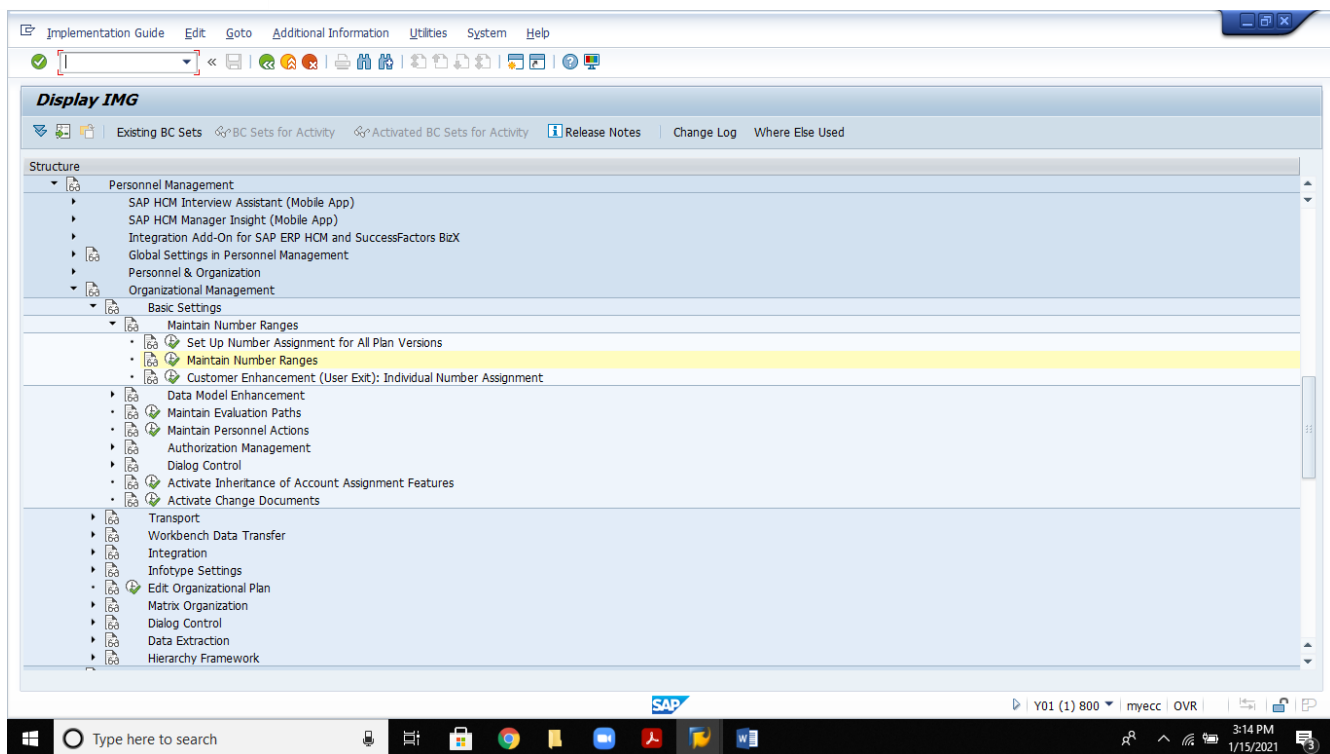 Implementation Guide Edit Goto Additional Information Utilities System Help
Display IMG
Existing BC Sets BC Sets for Activity Activated BC Sets for Activity Release Notes Change Log Where Else Used
Structure
Personnel Management
SAP HCM Interview Assistant (Mobile App)
SAP HCM Manager Insight (Mobile App)
Integration Add-On for SAP ERP HCM and SuccessFactors BizX
Global Settings in Personnel Management
Personnel & Organization
Organizational Management
Basic Settings
Maintain Number Ranges
Set Up Number Assignment for All Plan Versions
Maintain Number Ranges
Customer Enhancement (User Exit): Individual Number Assignment
Data Model Enhancement
Maintain Evaluation Paths
Maintain Personnel Actions
Authorization Management
Dialog Control
Activate Inheritance of Account Assignment Features
Activate Change Documents
Transport
Workbench Data Transfer
Integration
Infotype Settings
Edit Organizational Plan
Matrix Organization
Dialog Control
Data Extraction
Hierarchy Framework
SAP
Y01 (1) 800 myecc OVR
Type here to search
3:14 PM
1/15/2021
3